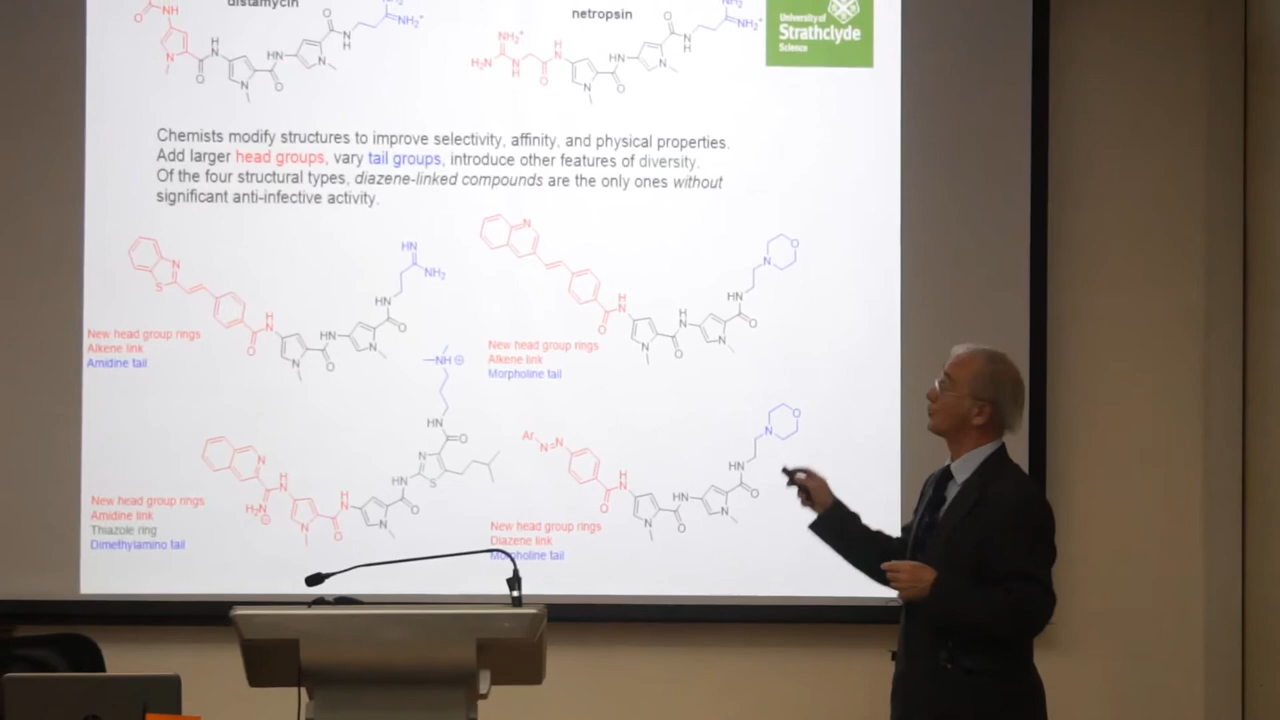 distamycin
netropsin
University of
Strathclyde
Science
Chemists modify structures to improve selectivity, affinity, and physical properties.
Add larger head groups, vary tail groups, introduce other features of diversity.
Of the four structural types, diazene-linked compounds are the only ones without
significant anti-infective activity.
New head group rings
Alkene link
Amidine tail
New head group rings
Alkene link
Morpholine tail
New head group rings
Amidine link
Thiazole ring
Dimethylamino tail
New head group rings
Diazene link
Morpholine tail